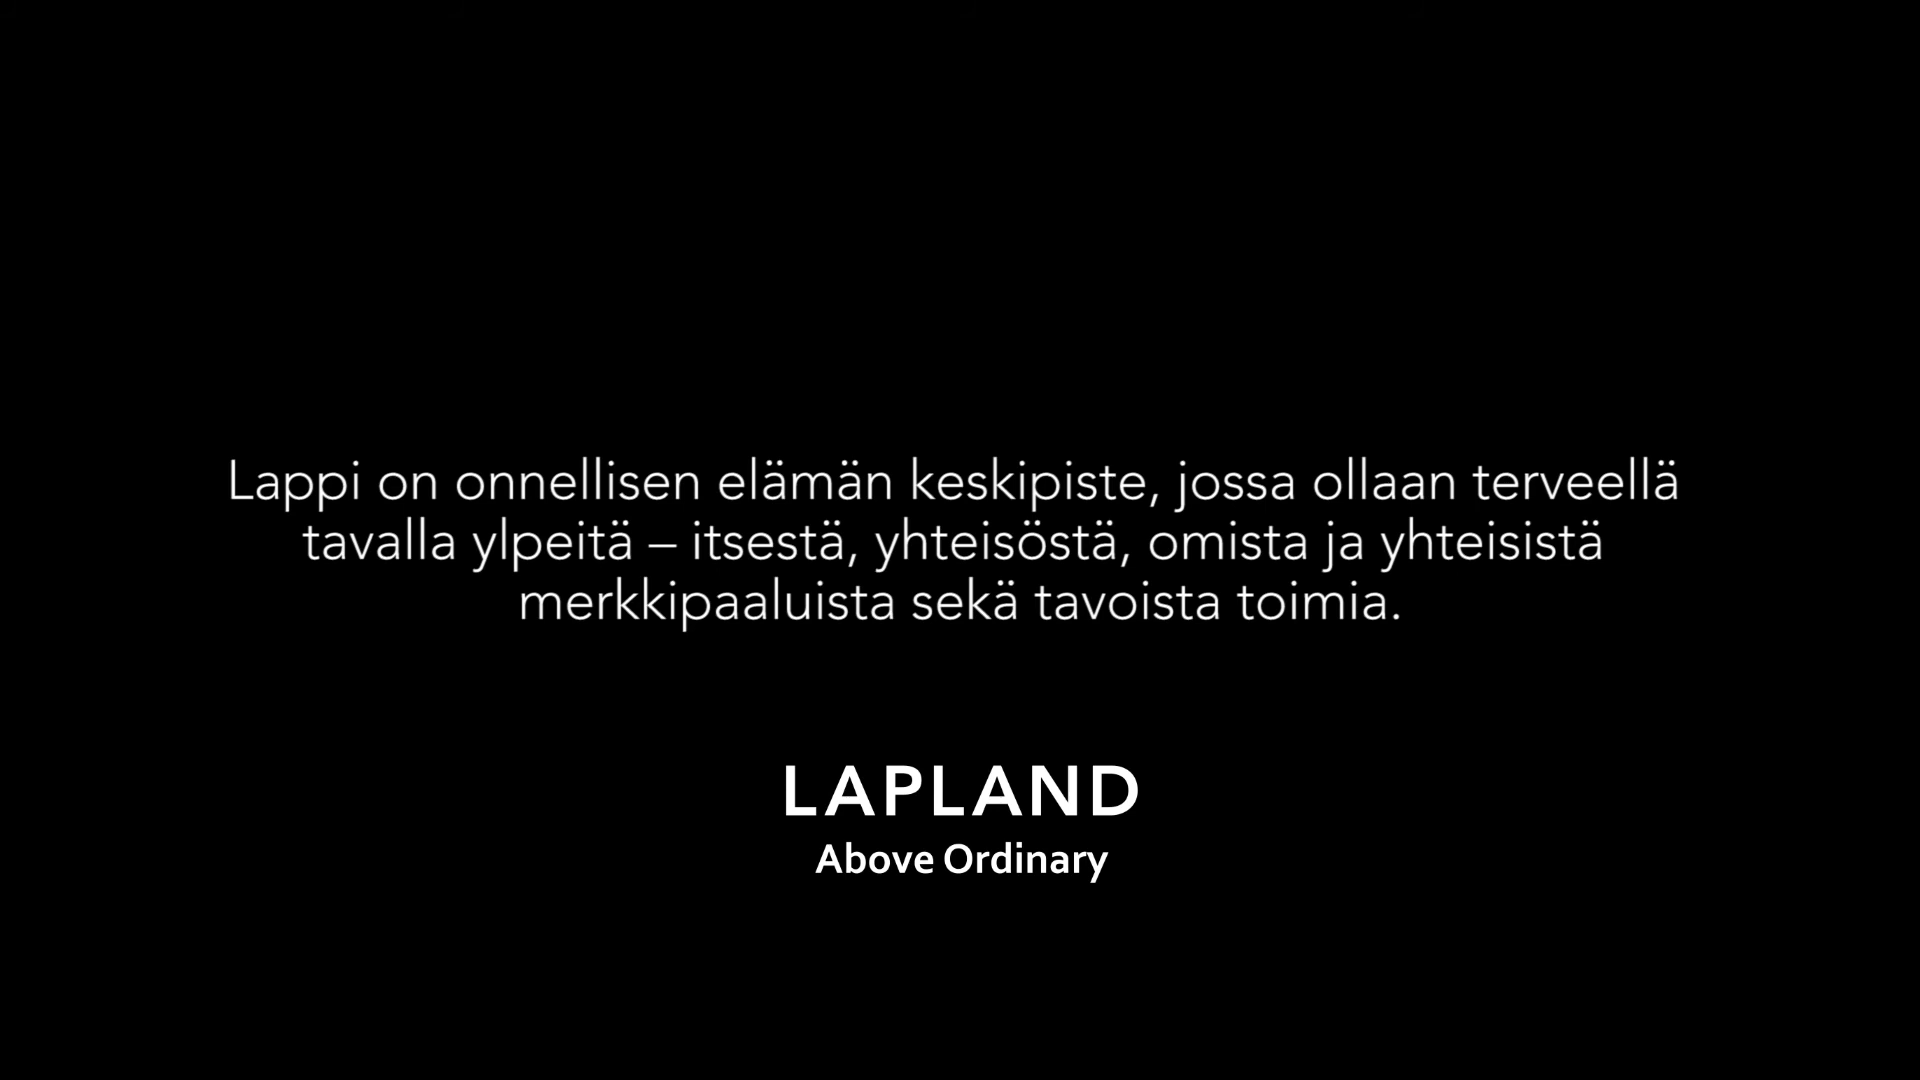 Lappi on onnellisen elämän keskipiste, jossa ollaan terveellä
tavalla ylpeitä – itsestä, yhteisöstä, omista ja yhteisistä
merkkipaaluista sekä tavoista toimia.
LAPLAND
Above Ordinary